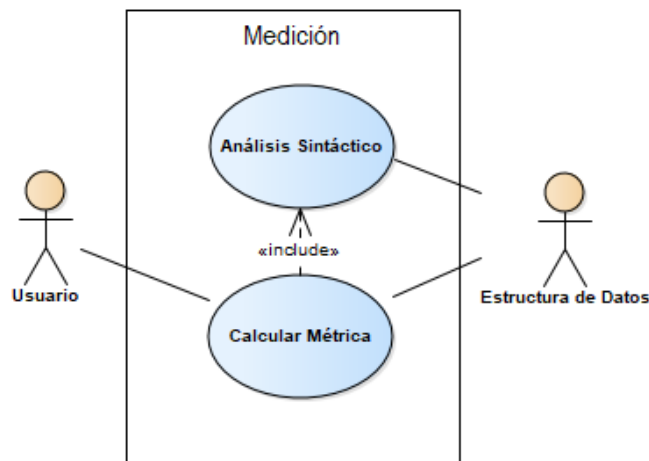 Medición
Análisis Sintáctico
«include»
Usuario
Estructura de Datos
Calcular Métrica